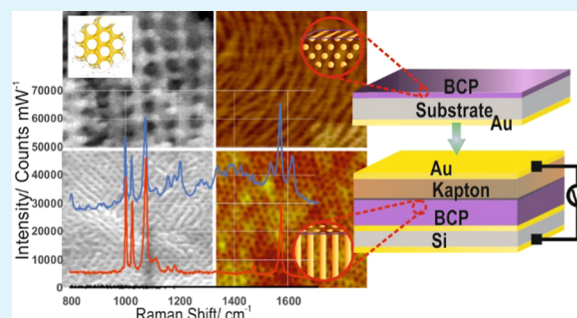 70000
60000
50000
40000
30000
20000
10000
0
Intensity/ Counts mW⁻¹
800 1000 1200 1400 1600
Raman Shift/ cm⁻¹
BCP
Substrate
Au
Au
Kapton
BCP
Si